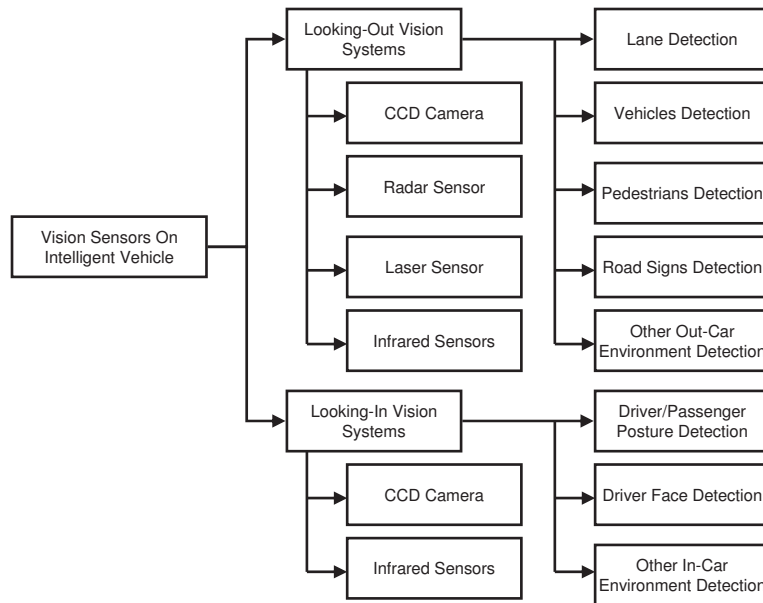 Looking-Out Vision
Systems
Lane Detection
CCD Camera
Vehicles Detection
Radar Sensor
Pedestrians Detection
Vision Sensors On
Intelligent Vehicle
Laser Sensor
Road Signs Detection
Infrared Sensors
Other Out-Car
Environment Detection
Looking-In Vision
Systems
Driver/Passenger
Posture Detection
CCD Camera
Driver Face Detection
Infrared Sensors
Other In-Car
Environment Detection